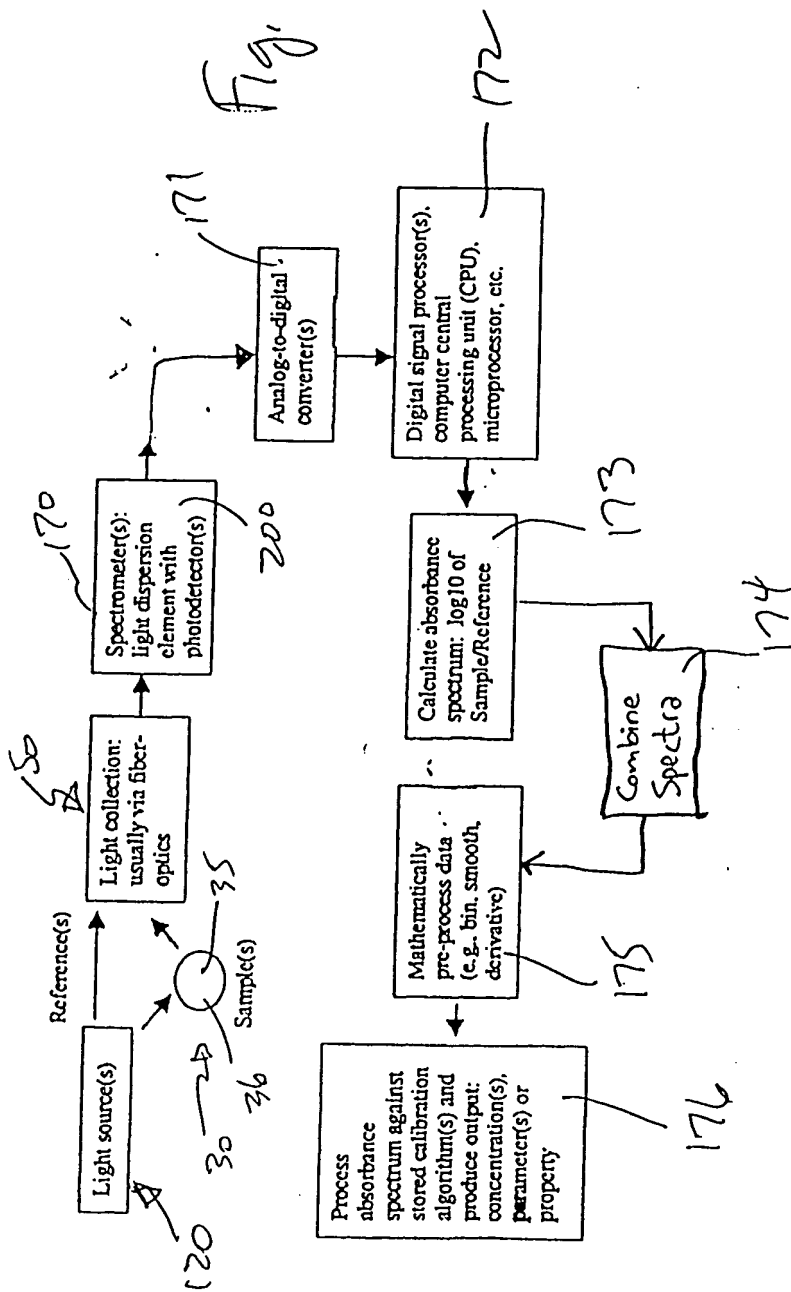 Fig.
120
Light source(s)
Reference(s)
30
36
35
Sample(s)
50
Light collection:
usually via fiber-
optics
170
Spectrometer(s):
light dispersion
element with
photodetector(s)
200
171
Analog-to-digital
converter(s)
172
Digital signal processor(s),
computer central
processing unit (CPU),
microprocessor, etc.
Calculate absorbance
spectrum: log10 of
Sample/Reference
173
Combine
Spectra
174
Mathematically
pre-process data
(e.g., bin, smooth,
derivative)
175
Process
absorbance
spectrum against
stored calibration
algorithm(s) and
produce output:
concentration(s),
parameter(s) or
property
176